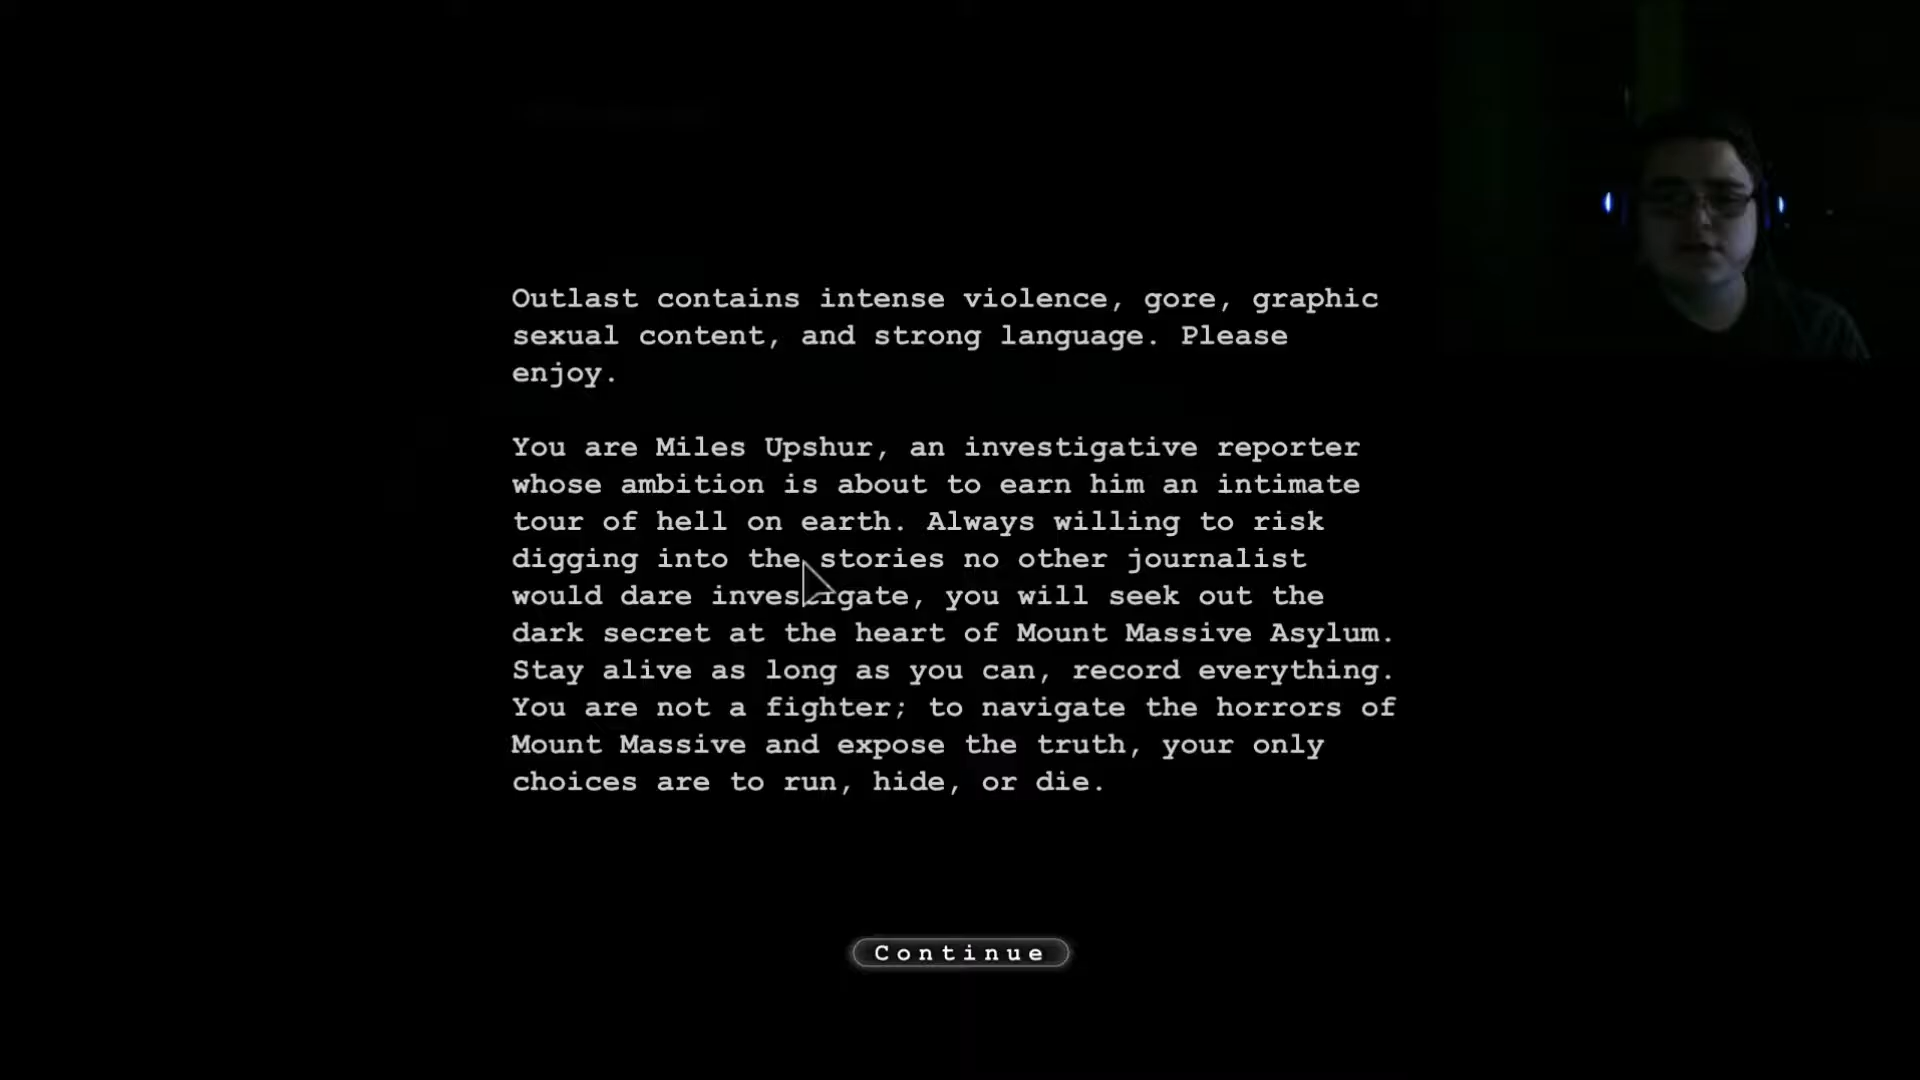 Outlast contains intense violence, gore, graphic
sexual content, and strong language. Please
enjoy.
You are Miles Upshur, an investigative reporter
whose ambition is about to earn him an intimate
tour of hell on earth. Always willing to risk
digging into the stories no other journalist
would dare investigate, you will seek out the
dark secret at the heart of Mount Massive Asylum.
Stay alive as long as you can, record everything.
You are not a fighter; to navigate the horrors of
Mount Massive and expose the truth, your only
choices are to run, hide, or die.
Continue